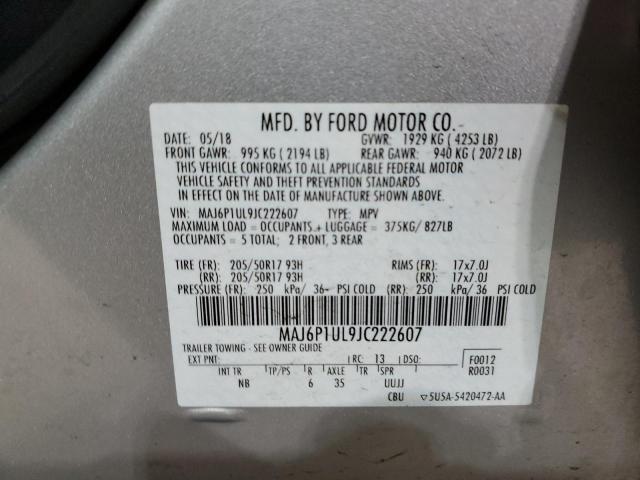 MFD. BY FORD MOTOR CO.
DATE: 05/18 GVWR: 1929 KG ( 4253 LB)
FRONT GAWR: 995 KG ( 2194 LB) REAR GAWR: 940 KG ( 2072 LB)
THIS VEHICLE CONFORMS TO ALL APPLICABLE FEDERAL MOTOR
VEHICLE SAFETY AND THEFT PREVENTION STANDARDS
IN EFFECT ON THE DATE OF MANUFACTURE SHOWN ABOVE.
VIN: MAJ6P1UL9JC222607 TYPE: MPV
MAXIMUM LOAD = OCCUPANTS + LUGGAGE = 375KG/ 827LB
OCCUPANTS = 5 TOTAL; 2 FRONT, 3 REAR
TIRE (FR): 205/50R17 93H RIMS (FR): 17x7.0J
(RR): 205/50R17 93H (RR): 17x7.0J
PRESSURE (FR): 250 kPa/ 36 PSI COLD (RR): 250 kPa/ 36 PSI COLD
MAJ6P1UL9JC222607
TRAILER TOWING - SEE OWNER GUIDE
EXT PNT: RC: 13 DSO: F0012
INT TR TP/PS R AXLE TR SPR R0031
NB 6 35 UUJJ
CBU ▽5U5A-5420472-AA